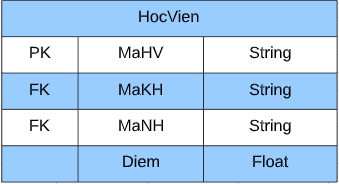 HocVien
PK MaHV String
FK MaKH String
FK MaNH String
Diem Float